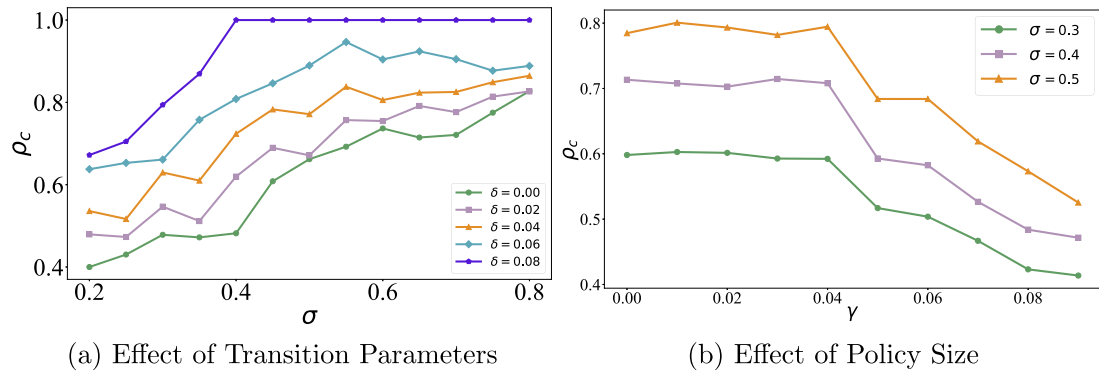 1.0
0.8
0.6
0.4
ρc
0.2
0.4
0.6
0.8
σ
δ = 0.00
δ = 0.02
δ = 0.04
δ = 0.06
δ = 0.08
(a) Effect of Transition Parameters
0.8
0.7
0.6
0.5
0.4
ρc
0.00
0.02
0.04
0.06
0.08
γ
σ = 0.3
σ = 0.4
σ = 0.5
(b) Effect of Policy Size